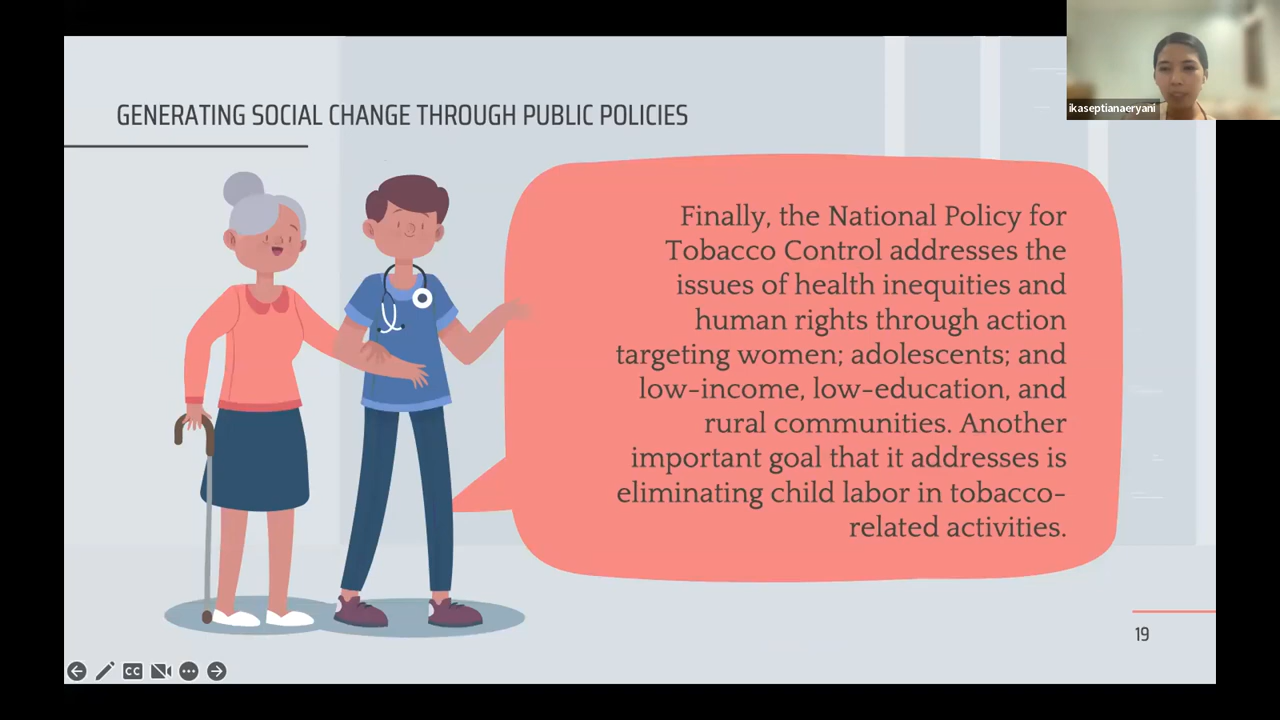 ikaseptianaeryani
GENERATING SOCIAL CHANGE THROUGH PUBLIC POLICIES
Finally, the National Policy for
Tobacco Control addresses the
issues of health inequities and
human rights through action
targeting women; adolescents; and
low-income, low-education, and
rural communities. Another
important goal that it addresses is
eliminating child labor in tobacco-
related activities.
19
CC